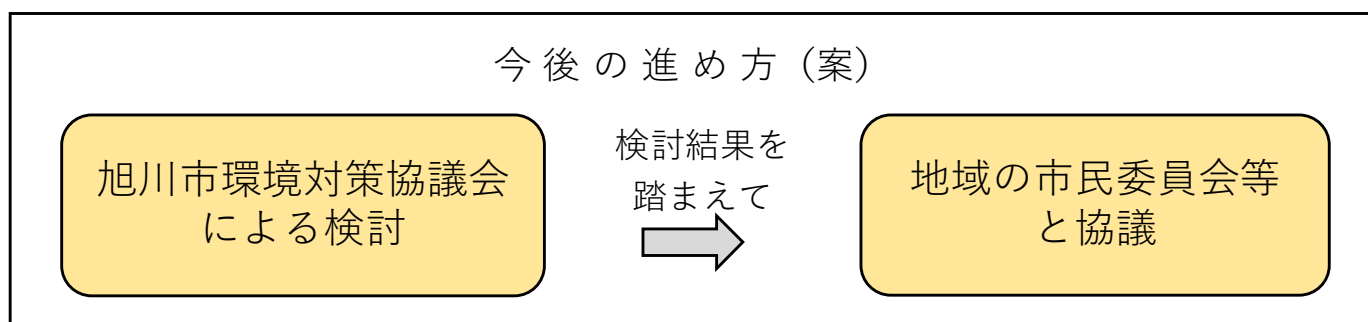 今後の進め方(案)
旭川市環境対策協議会
による検討
検討結果を
踏まえて
地域の市民委員会等
と協議